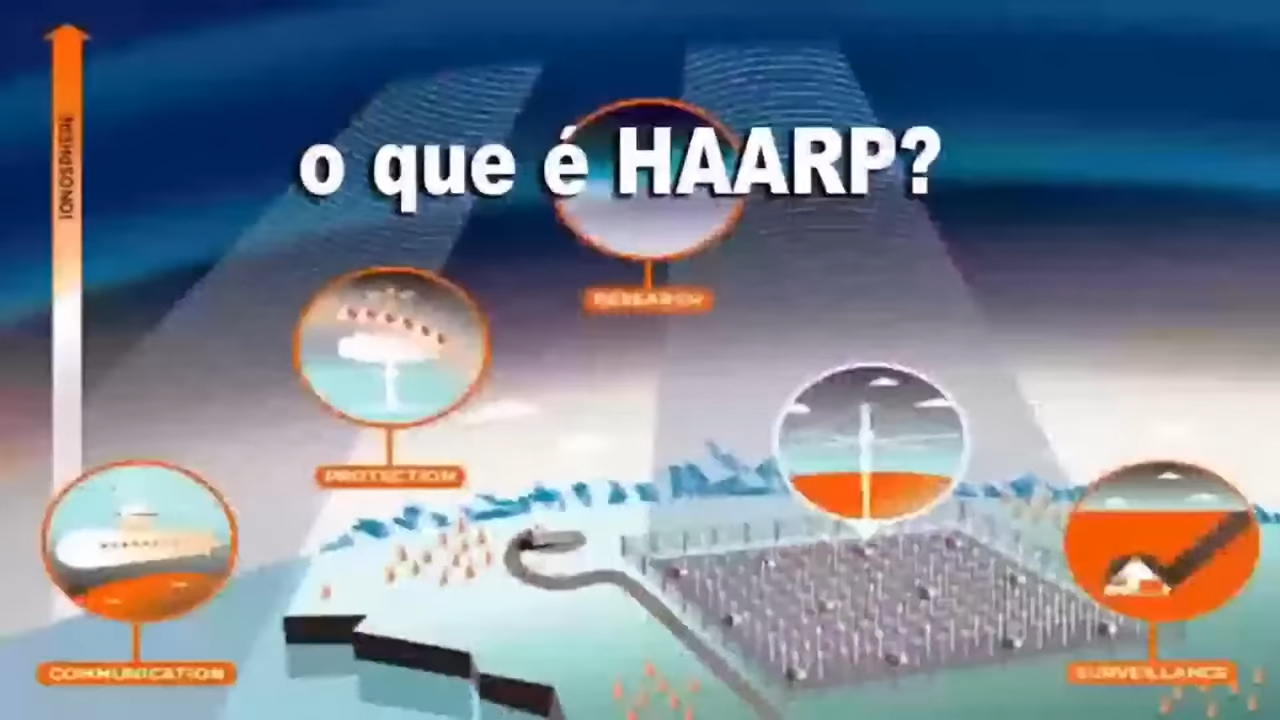 o que é HAARP?
IONOSPHERE
RESEARCH
PROTECTION
COMMUNICATION
SURVEILLANCE